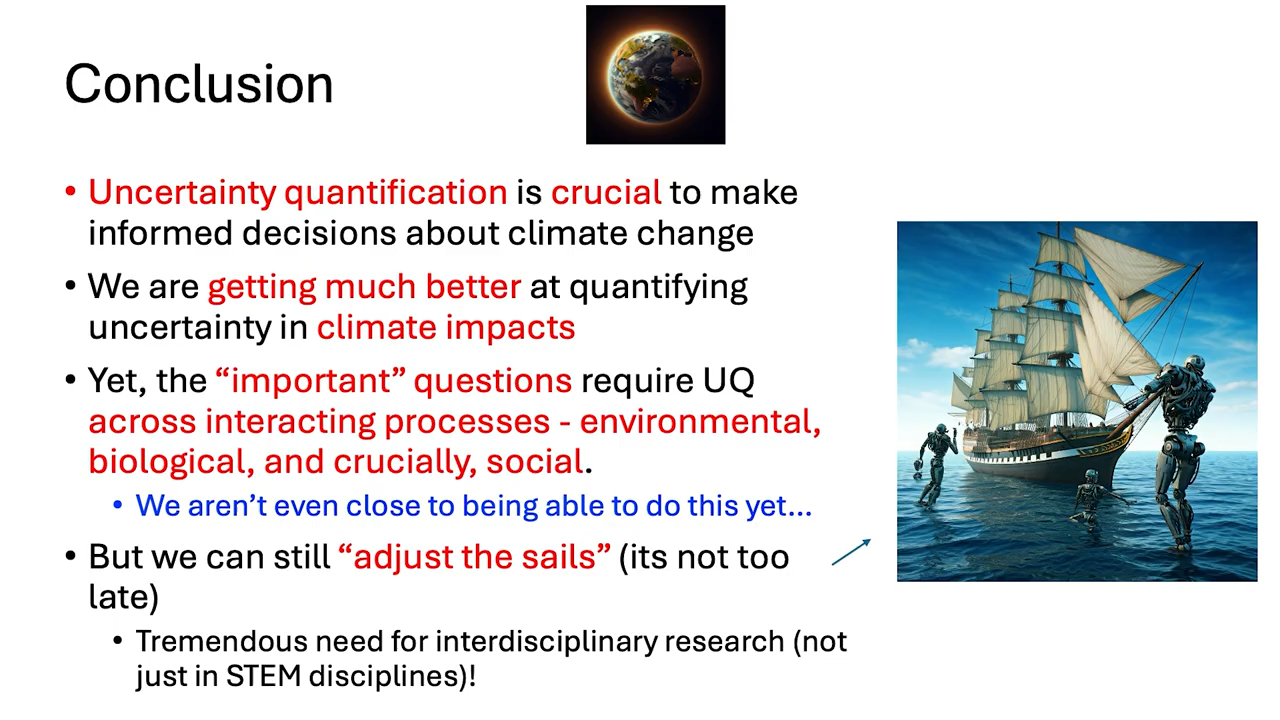 Conclusion
• Uncertainty quantification is crucial to make
informed decisions about climate change
• We are getting much better at quantifying
uncertainty in climate impacts
• Yet, the “important” questions require UQ
across interacting processes - environmental,
biological, and crucially, social.
• We aren’t even close to being able to do this yet...
• But we can still “adjust the sails” (its not too
late)
• Tremendous need for interdisciplinary research (not
just in STEM disciplines)!